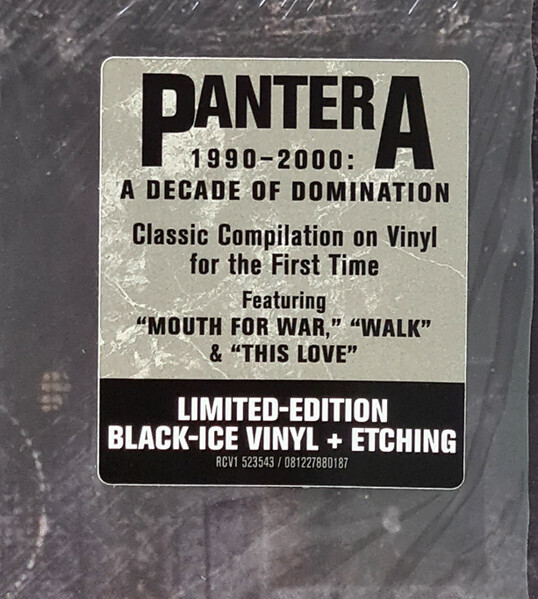 PANTERA
1990–2000:
A DECADE OF DOMINATION
Classic Compilation on Vinyl
for the First Time
Featuring
“MOUTH FOR WAR,” “WALK”
& “THIS LOVE”
LIMITED-EDITION
BLACK-ICE VINYL + ETCHING
RCV1 523543 / 081227880187